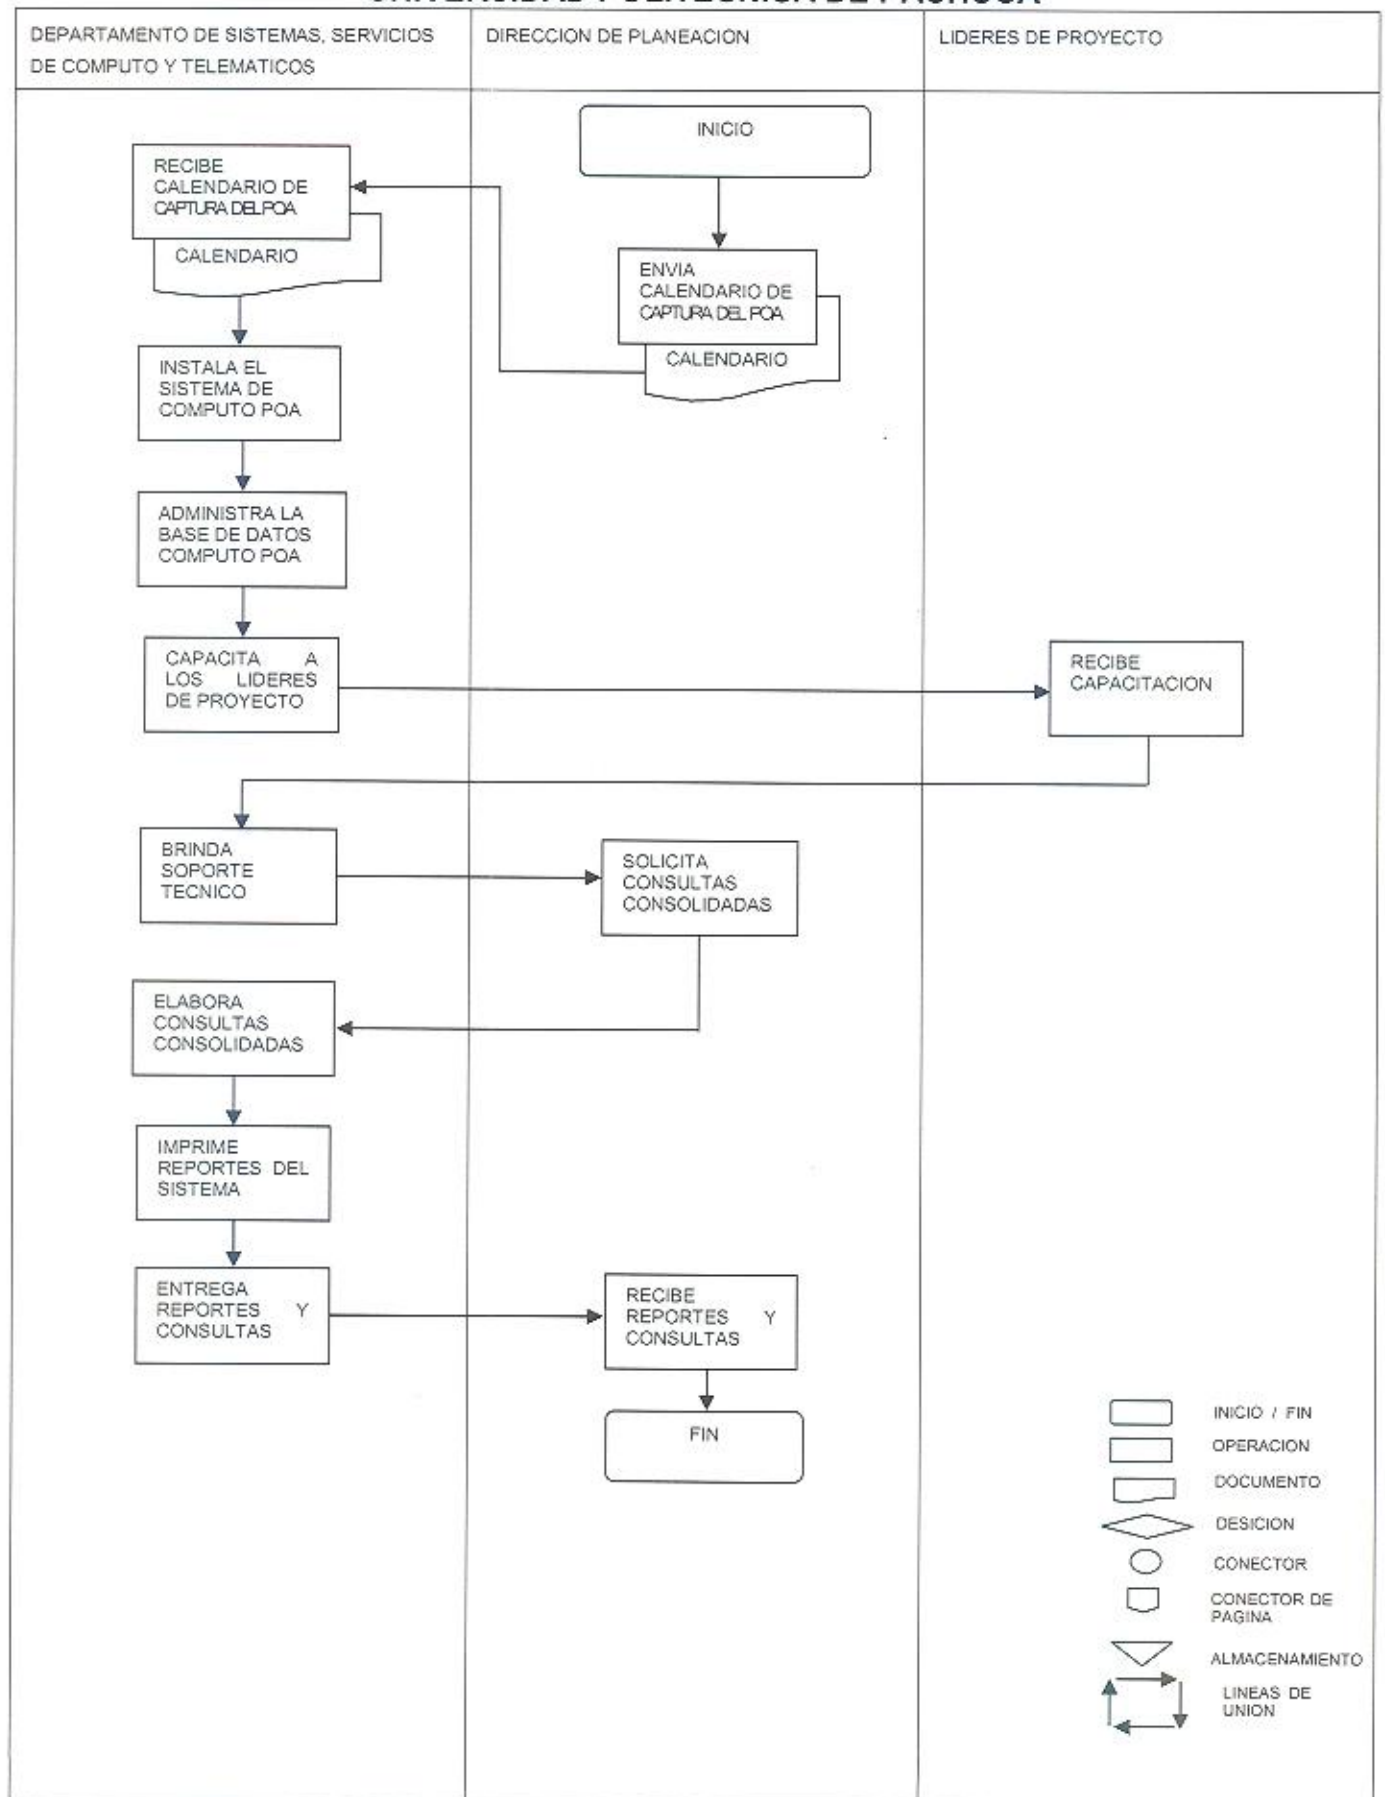 DEPARTAMENTO DE SISTEMAS, SERVICIOS
DE COMPUTO Y TELEMATICOS
DIRECCION DE PLANEACION
LIDERES DE PROYECTO
INICIO
RECIBE
CALENDARIO DE
CAPTURA DEL POA
CALENDARIO
ENVIA
CALENDARIO DE
CAPTURA DEL POA
CALENDARIO
INSTALA EL
SISTEMA DE
COMPUTO POA
ADMINISTRA LA
BASE DE DATOS
COMPUTO POA
CAPACITA A
LOS LIDERES
DE PROYECTO
RECIBE
CAPACITACION
BRINDA
SOPORTE
TECNICO
SOLICITA
CONSULTAS
CONSOLIDADAS
ELABORA
CONSULTAS
CONSOLIDADAS
IMPRIME
REPORTES DEL
SISTEMA
ENTREGA
REPORTES Y
CONSULTAS
RECIBE
REPORTES Y
CONSULTAS
FIN
INICIO / FIN
OPERACION
DOCUMENTO
DESICION
CONECTOR
CONECTOR DE
PAGINA
ALMACENAMIENTO
LINEAS DE
UNION